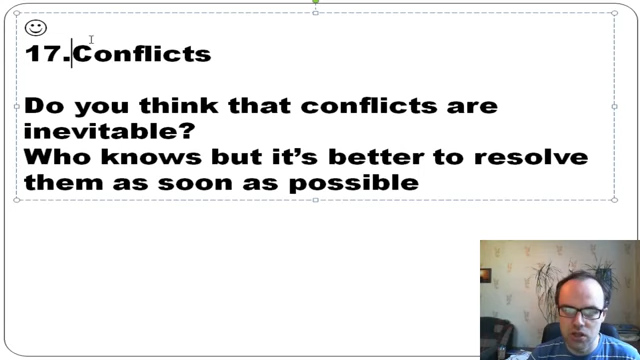 ☺
17.Conflicts
Do you think that conflicts are
inevitable?
Who knows but it's better to resolve
them as soon as possible